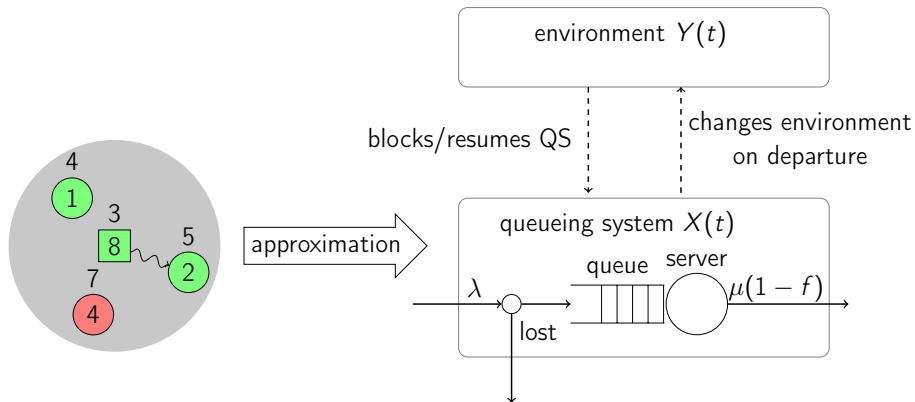 environment Y(t)
blocks/resumes QS
changes environment
on departure
4
1
3
8
5
2
7
4
approximation
queueing system X(t)
queue
server
λ
μ(1 − f)
lost